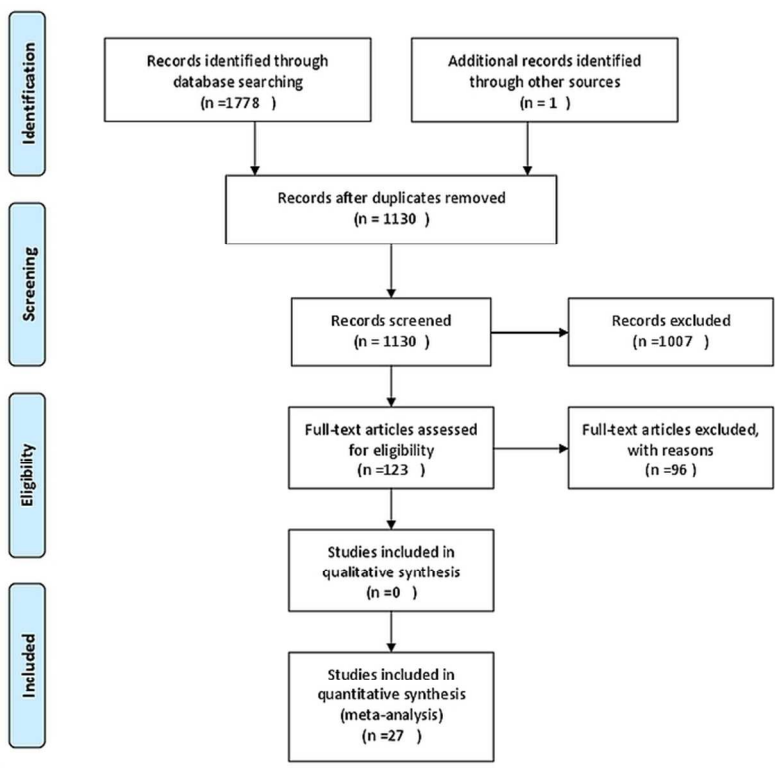 Identification
Records identified through
database searching
(n =1778 )
Additional records identified
through other sources
(n = 1 )
Records after duplicates removed
(n = 1130 )
Screening
Records screened
(n = 1130 )
Records excluded
(n =1007 )
Eligibility
Full-text articles assessed
for eligibility
(n =123 )
Full-text articles excluded,
with reasons
(n =96 )
Studies included in
qualitative synthesis
(n =0 )
Included
Studies included in
quantitative synthesis
(meta-analysis)
(n =27 )